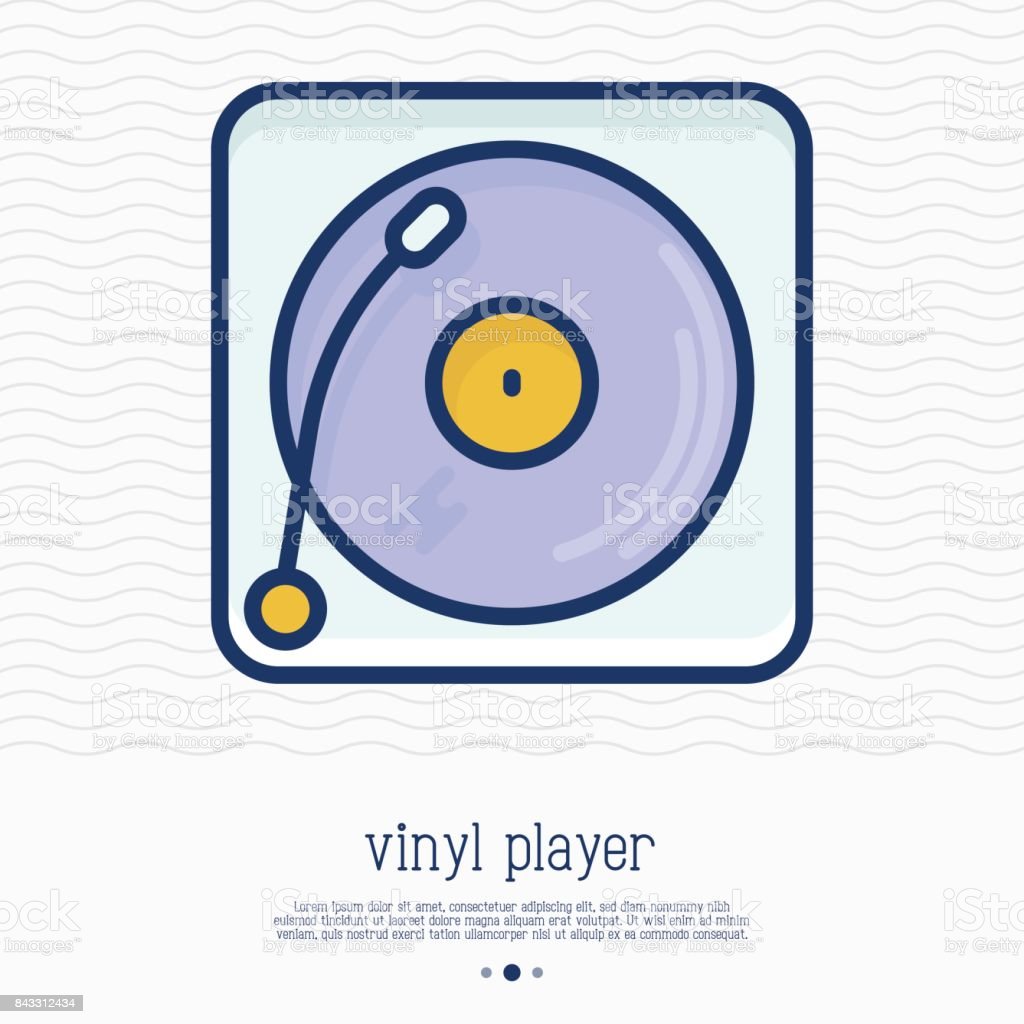 iStock
by Getty Images™
vinyl player
Lorem ipsum dolor sit amet, consectetuer adipiscing elit, sed diam nonummy nibh
euismod tincidunt ut laoreet dolore magna aliquam erat volutpat. Ut wisi enim ad minim
veniam, quis nostrud exerci tation ullamcorper nisl ut aliquip ex ea commodo consequat.
843312434